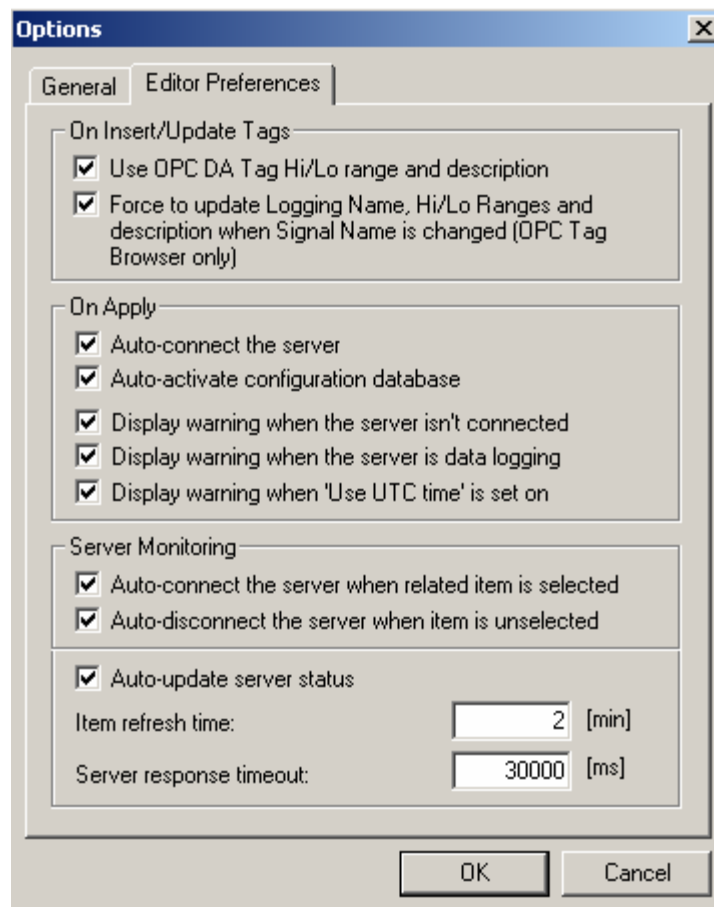 Options
General
Editor Preferences
On Insert/Update Tags
Use OPC DA Tag Hi/Lo range and description
Force to update Logging Name, Hi/Lo Ranges and
description when Signal Name is changed (OPC Tag
Browser only)
On Apply
Auto-connect the server
Auto-activate configuration database
Display warning when the server isn't connected
Display warning when the server is data logging
Display warning when 'Use UTC time' is set on
Server Monitoring
Auto-connect the server when related item is selected
Auto-disconnect the server when item is unselected
Auto-update server status
Item refresh time: 2 [min]
Server response timeout: 30000 [ms]
OK
Cancel